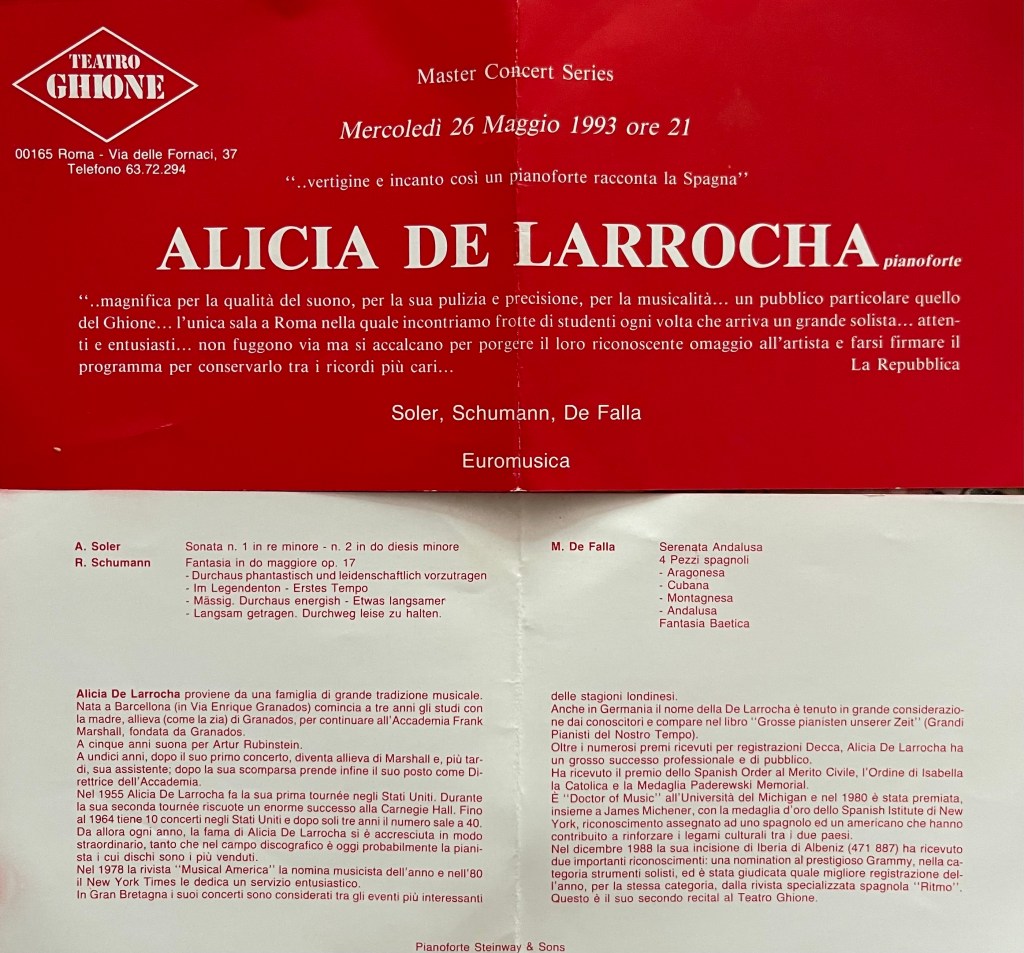 TEATRO
GHIONE
00165 Roma - Via delle Fornaci, 37
Telefono 63.72.294
Master Concert Series
Mercoledì 26 Maggio 1993 ore 21
“..vertigine e incanto così un pianoforte racconta la Spagna”
ALICIA DE LARROCHA pianoforte
“..magnifica per la qualità del suono, per la sua pulizia e precisione, per la musicalità... un pubblico particolare quello
del Ghione... l’unica sala a Roma nella quale incontriamo frotte di studenti ogni volta che arriva un grande solista... atten-
ti e entusiasti... non fuggono via ma si accalcano per porgere il loro riconoscente omaggio all’artista e farsi firmare il
programma per conservarlo tra i ricordi più cari... La Repubblica
Soler, Schumann, De Falla
Euromusica
A. Soler Sonata n. 1 in re minore - n. 2 in do diesis minore
R. Schumann Fantasia in do maggiore op. 17
- Durchaus phantastisch und leidenschaftlich vorzutragen
- Im Legendenton - Erstes Tempo
- Mässig. Durchaus energish - Etwas langsamer
- Langsam getragen. Durchweg leise zu halten.
M. De Falla Serenata Andalusa
4 Pezzi spagnoli
- Aragonesa
- Cubana
- Montagnesa
- Andalusa
Fantasia Baetica
Alicia De Larrocha proviene da una famiglia di grande tradizione musicale.
Nata a Barcellona (in Via Enrique Granados) comincia a tre anni gli studi con
la madre, allieva (come la zia) di Granados, per continuare all’Accademia Frank
Marshall, fondata da Granados.
A cinque anni suona per Artur Rubinstein.
A undici anni, dopo il suo primo concerto, diventa allieva di Marshall e, più tar-
di, sua assistente; dopo la sua scomparsa prende infine il suo posto come Di-
rettrice dell’Accademia.
Nel 1955 Alicia De Larrocha fa la sua prima tournée negli Stati Uniti. Durante
la sua seconda tournée riscuote un enorme successo alla Carnegie Hall. Fino
al 1964 tiene 10 concerti negli Stati Uniti e dopo soli tre anni il numero sale a 40.
Da allora ogni anno, la fama di Alicia De Larrocha si è accresciuta in modo
straordinario, tanto che nel campo discografico è oggi probabilmente la piani-
sta i cui dischi sono i più venduti.
Nel 1978 la rivista “Musical America” la nomina musicista dell’anno e nell’80
il New York Times le dedica un servizio entusiastico.
In Gran Bretagna i suoi concerti sono considerati tra gli eventi più interessanti
delle stagioni londinesi.
Anche in Germania il nome della De Larrocha è tenuto in grande considerazio-
ne dai conoscitori e compare nel libro “Grosse pianisten unserer Zeit” (Grandi
Pianisti del Nostro Tempo).
Oltre i numerosi premi ricevuti per registrazioni Decca, Alicia De Larrocha ha
un grosso successo professionale e di pubblico.
Ha ricevuto il premio dello Spanish Order al Merito Civile, l’Ordine di Isabella
la Catolica e la Medaglia Paderewski Memorial.
È “Doctor of Music” all’Università del Michigan e nel 1980 è stata premiata,
insieme a James Michener, con la medaglia d’oro dello Spanish Istitute di New
York, riconoscimento assegnato ad uno spagnolo ed un americano che hanno
contribuito a rinforzare i legami culturali tra i due paesi.
Nel dicembre 1988 la sua incisione di Iberia di Albeniz (471 887) ha ricevuto
due importanti riconoscimenti: una nomination al prestigioso Grammy, nella ca-
tegoria strumenti solisti, ed è stata giudicata quale migliore registrazione del-
l’anno, per la stessa categoria, dalla rivista specializzata spagnola “Ritmo”.
Questo è il suo secondo recital al Teatro Ghione.
Pianoforte Steinway & Sons